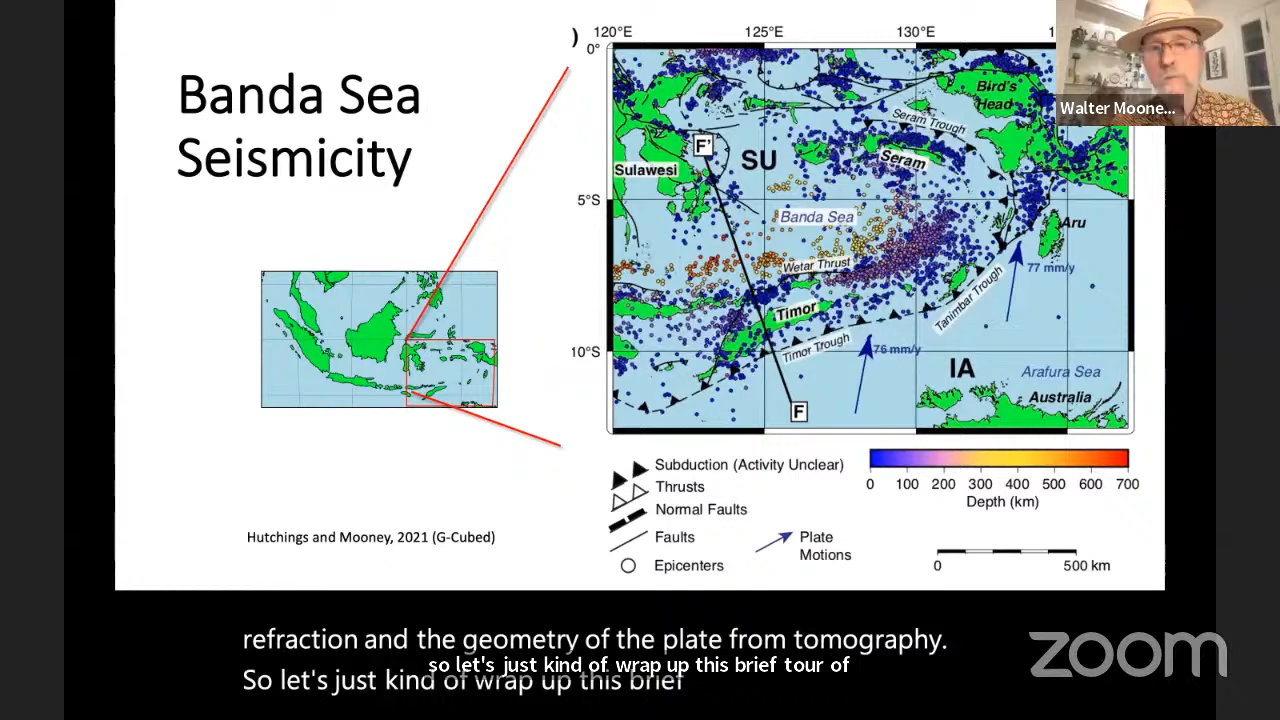 Banda Sea
Seismicity
)
120°E
125°E
130°E
0°
5°S
10°S
Bird's
Head
Seram Trough
Seram
F'
SU
Sulawesi
Banda Sea
Aru
Wetar Thrust
77 mm/y
Tanimbar Trough
Timor
Timor Trough
76 mm/y
IA
Arafura Sea
Australia
F
Subduction (Activity Unclear)
Thrusts
Normal Faults
Faults
Epicenters
Plate
Motions
0 100 200 300 400 500 600 700
Depth (km)
0 500 km
Hutchings and Mooney, 2021 (G-Cubed)
Walter Moone...
refraction and the geometry of the plate from tomography.
So let's just kind of wrap up this brief
so let's just kind of wrap up this brief tour of
zoom